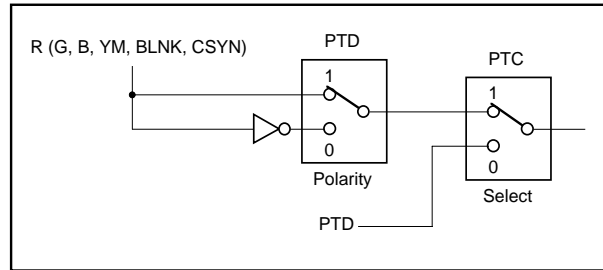 R (G, B, YM, BLNK, CSYN)
PTD
1
0
Polarity
PTC
1
0
Select
PTD